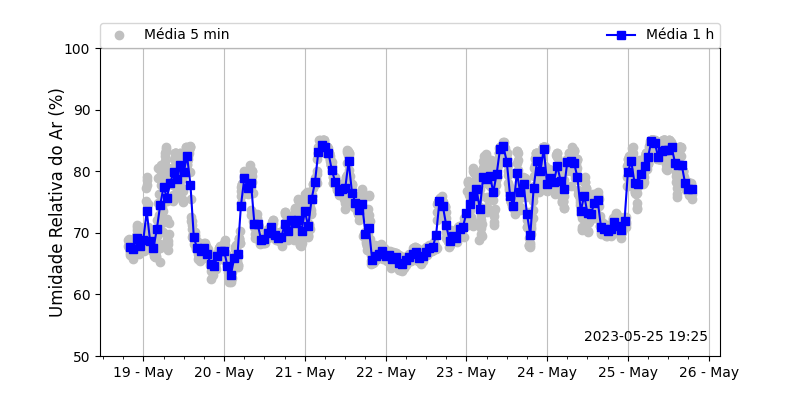 Média 5 min
Média 1 h
Umidade Relativa do Ar (%)
100
90
80
70
60
50
2023-05-25 19:25
19 - May
20 - May
21 - May
22 - May
23 - May
24 - May
25 - May
26 - May